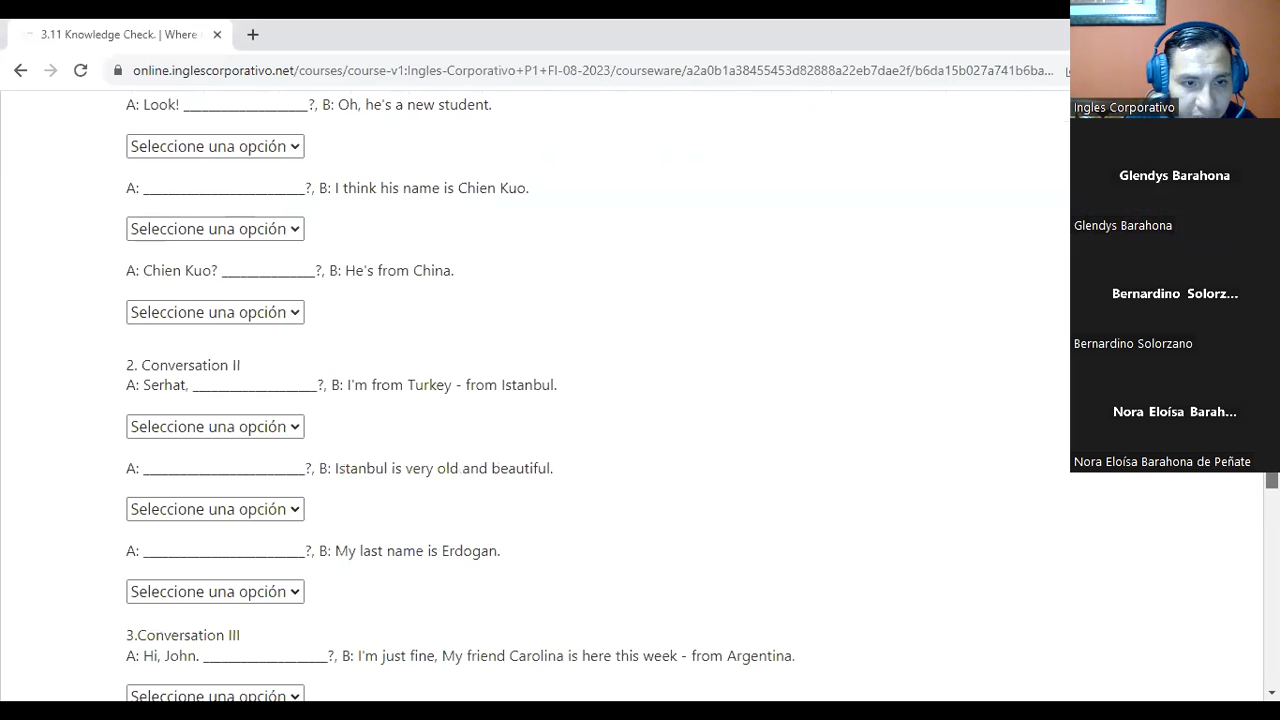 3.11 Knowledge Check. | Where
online.inglescorporativo.net/courses/course-v1:Ingles-Corporativo+P1+FI-08-2023/courseware/a2a0b1a38455453d82888a22eb7dae2f/b6da15b027a741b6ba...
A: Look! ____________________?, B: Oh, he's a new student.
Seleccione una opción
A: __________________________?, B: I think his name is Chien Kuo.
Seleccione una opción
A: Chien Kuo? _______________?, B: He's from China.
Seleccione una opción
2. Conversation II
A: Serhat, ____________________?, B: I'm from Turkey - from Istanbul.
Seleccione una opción
A: __________________________?, B: Istanbul is very old and beautiful.
Seleccione una opción
A: __________________________?, B: My last name is Erdogan.
Seleccione una opción
3.Conversation III
A: Hi, John. ____________________?, B: I'm just fine, My friend Carolina is here this week - from Argentina.
Seleccione una opción
Ingles Corporativo
Glendys Barahona
Glendys Barahona
Bernardino Solorz...
Bernardino Solorzano
Nora Eloísa Barah...
Nora Eloísa Barahona de Peñate